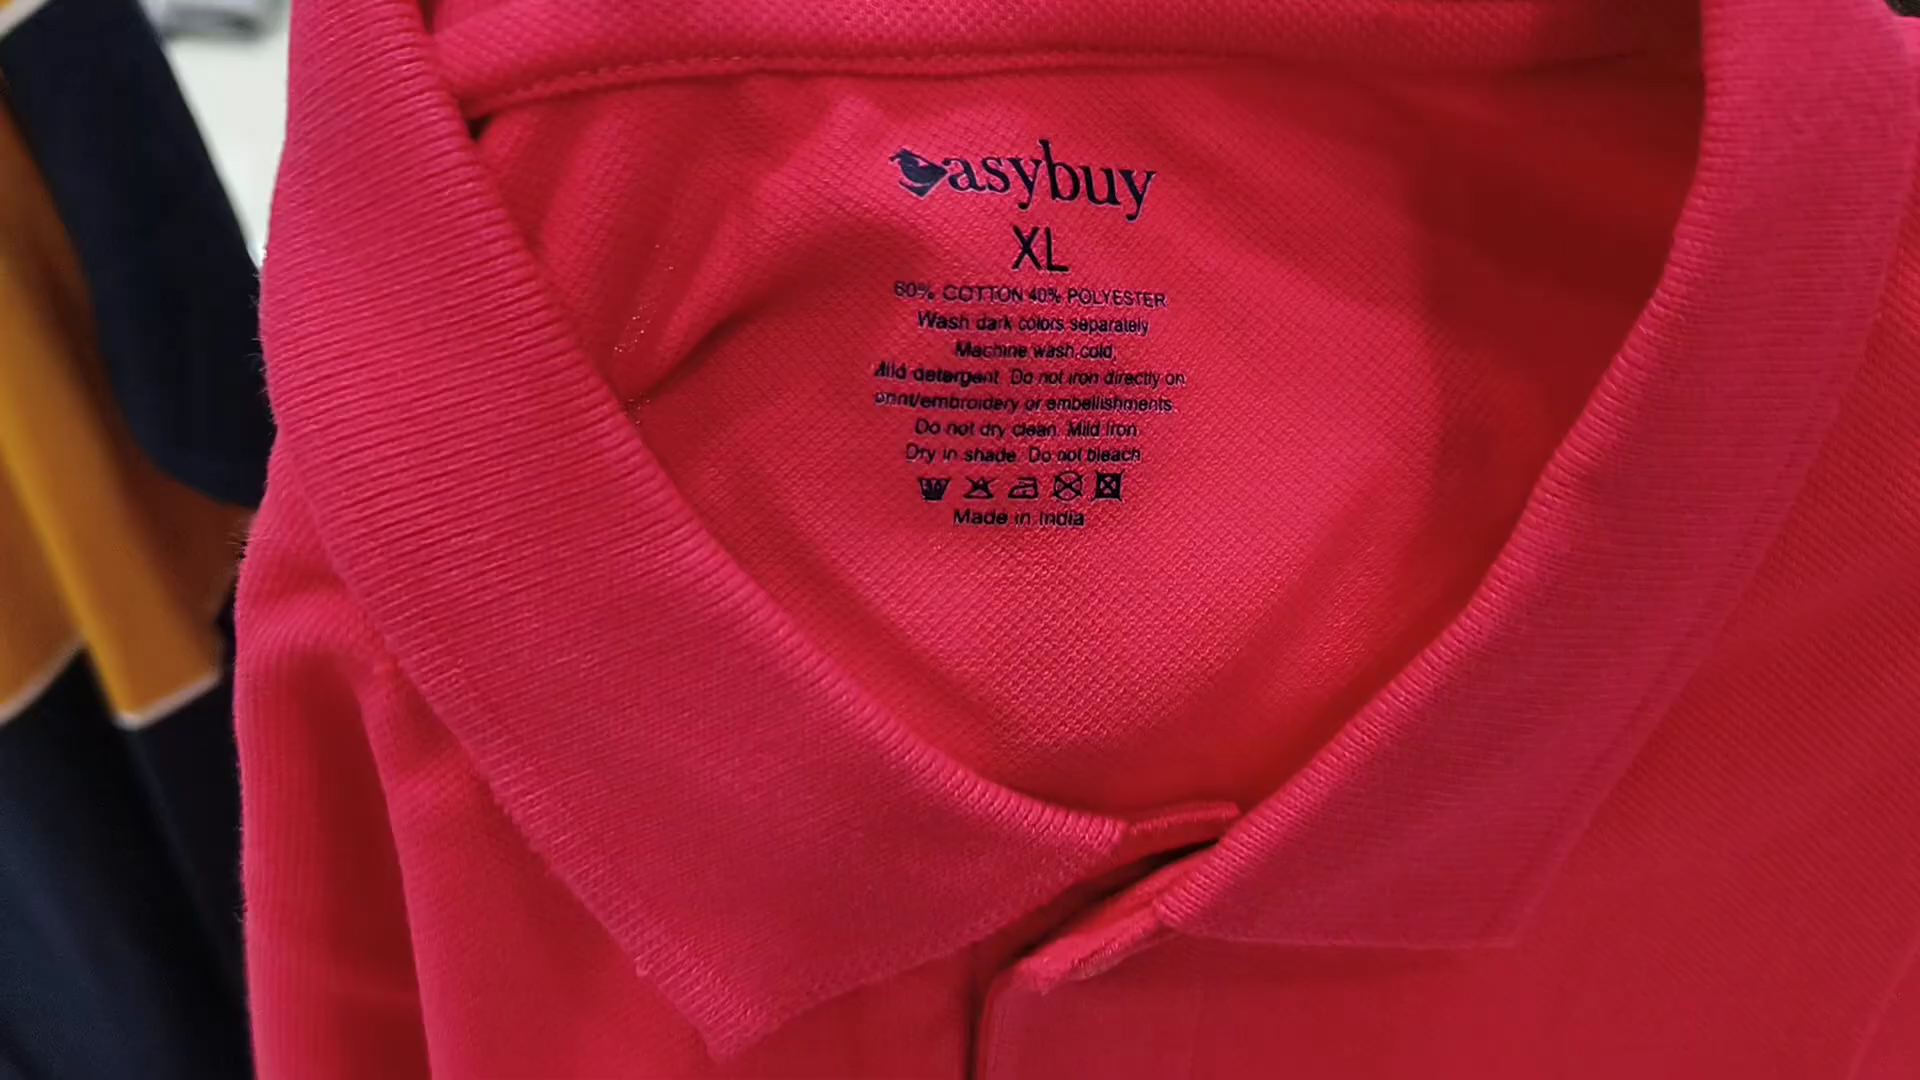 easybuy
XL
60% COTTON 40% POLYESTER
Wash dark colors separately
Machine wash,cold,
Mild detergent. Do not iron directly on
print/embroidery or embellishments.
Do not dry clean. Mild Iron
Dry in shade. Do not bleach
Made in India